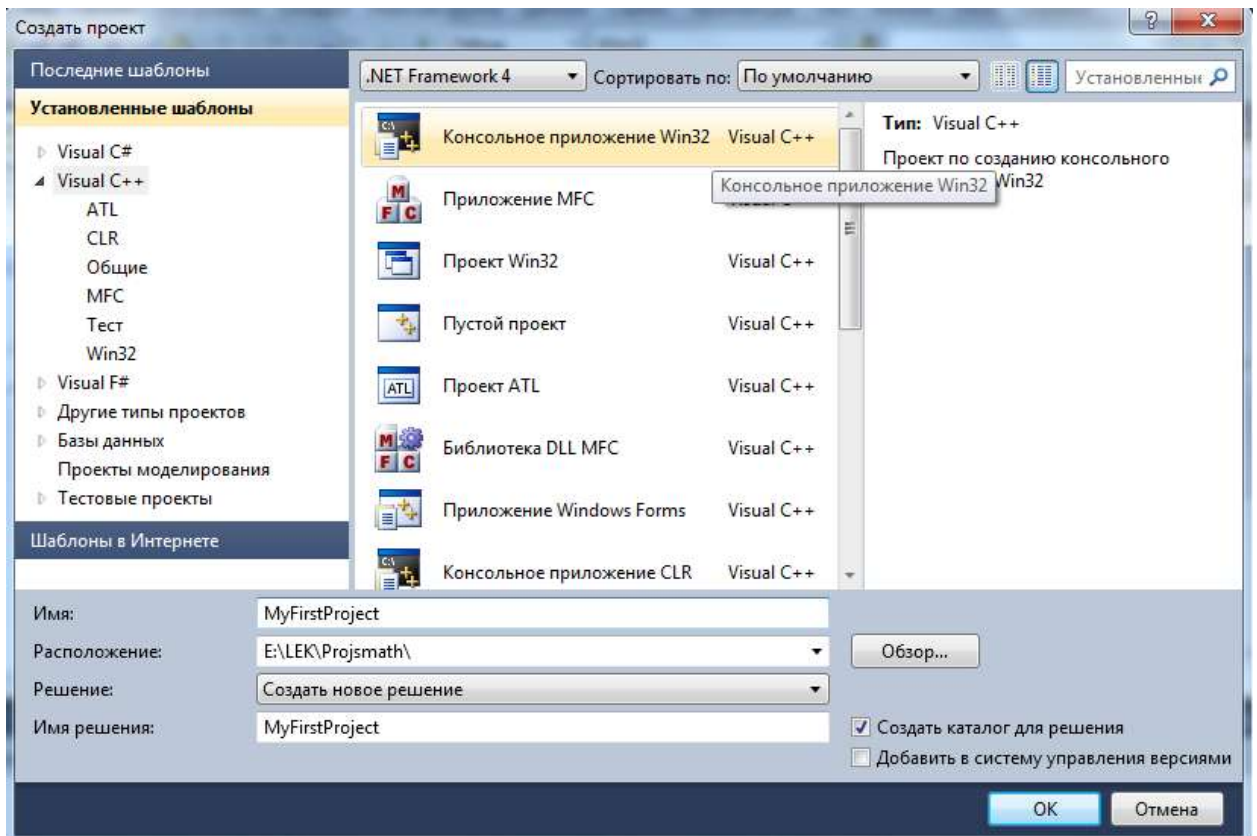 Создать проект
Последние шаблоны
Установленные шаблоны
Visual C#
Visual C++
ATL
CLR
Общие
MFC
Тест
Win32
Visual F#
Другие типы проектов
Базы данных
Проекты моделирования
Тестовые проекты
Шаблоны в Интернете
.NET Framework 4
Сортировать по: По умолчанию
Установленные
Консольное приложение Win32 Visual C++
Приложение MFC
Проект Win32 Visual C++
Пустой проект Visual C++
Проект ATL Visual C++
Библиотека DLL MFC Visual C++
Приложение Windows Forms Visual C++
Консольное приложение CLR Visual C++
Консольное приложение Win32
Тип: Visual C++
Проект по созданию консольного
Win32
Имя: MyFirstProject
Расположение: E:\LEK\Projsmath\
Обзор...
Решение: Создать новое решение
Имя решения: MyFirstProject
Создать каталог для решения
Добавить в систему управления версиями
OK
Отмена